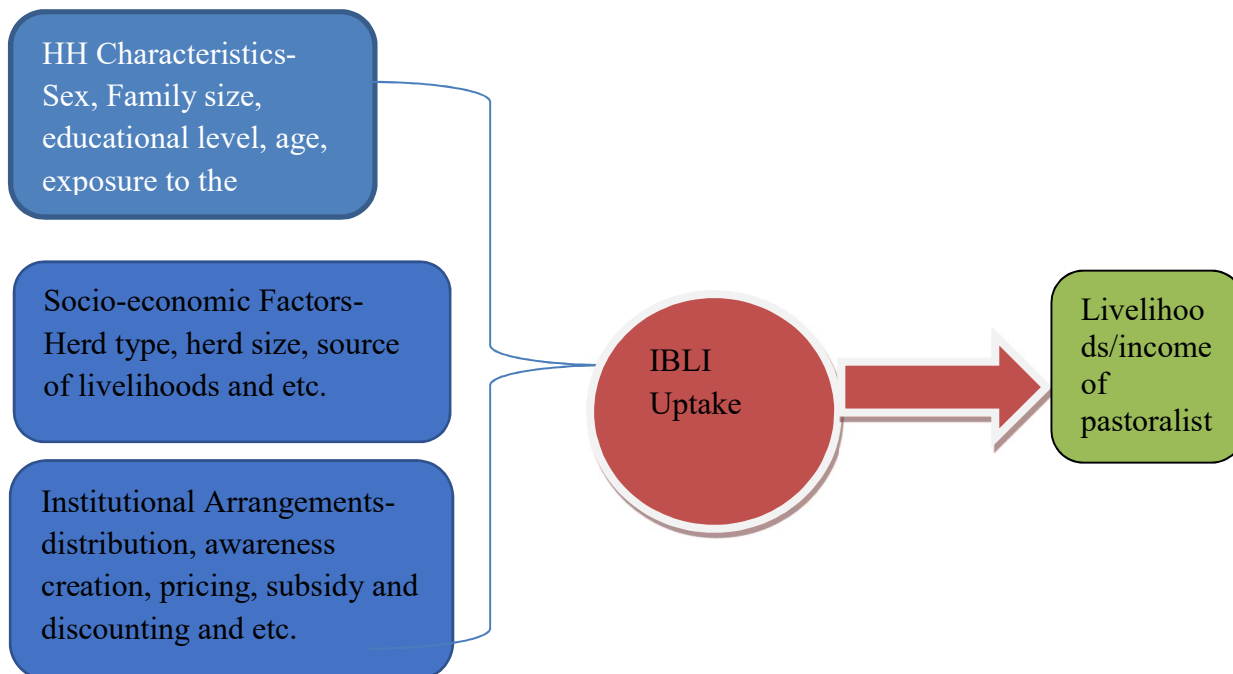 HH Characteristics-
Sex, Family size,
educational level, age,
exposure to the
Socio-economic Factors-
Herd type, herd size, source
of livelihoods and etc.
Institutional Arrangements-
distribution, awareness
creation, pricing, subsidy and
discounting and etc.
IBLI
Uptake
Livelihoo
ds/income
of
pastoralist